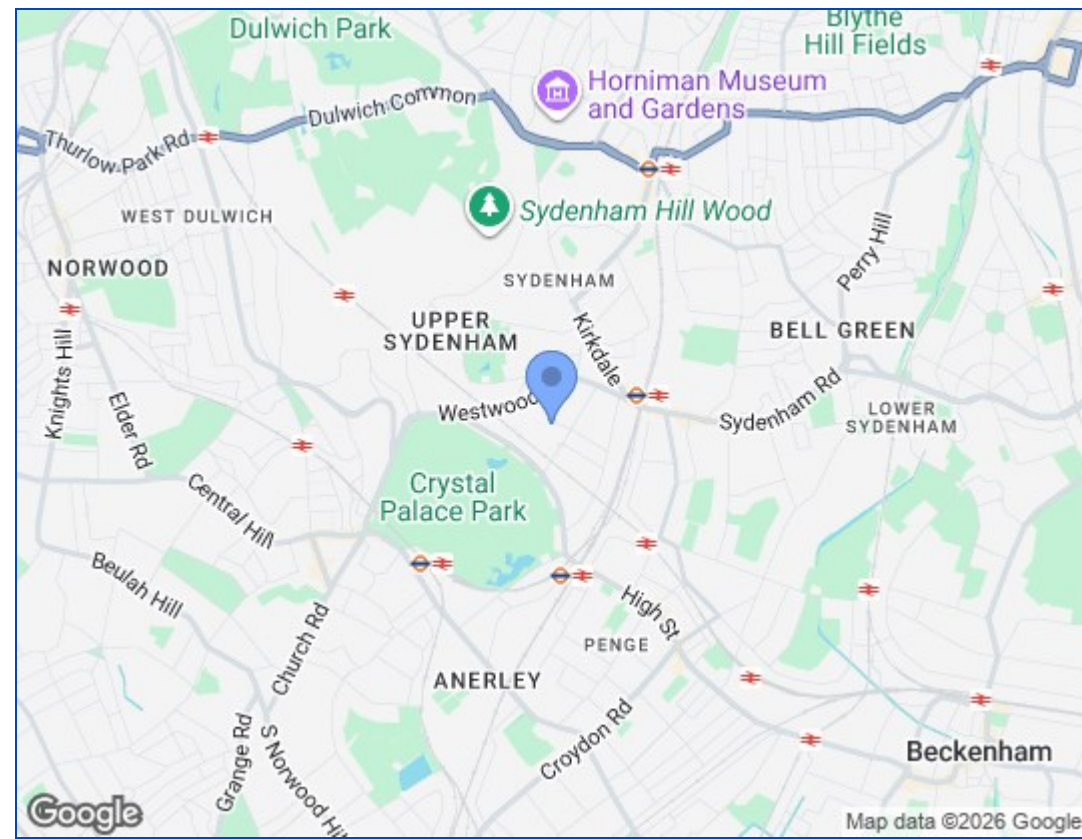 Dulwich Park
Blythe
Hill Fields
Horniman Museum
and Gardens
Dulwich Common
Thurlow Park Rd
WEST DULWICH
Sydenham Hill Wood
NORWOOD
SYDENHAM
Perry Hill
UPPER
SYDENHAM
Kirkdale
BELL GREEN
Knights Hill
Elder Rd
Westwood
Sydenham Rd
LOWER
SYDENHAM
Crystal
Palace Park
Central Hill
Beulah Hill
High St
Church Rd
PENGE
ANERLEY
Croydon Rd
Grange Rd
S Norwood Hi
Beckenham
Google
Map data ©2026 Google